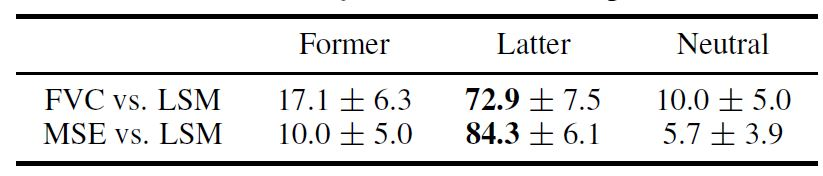 Former Latter Neutral
FVC vs. LSM 17.1 ± 6.3 72.9 ± 7.5 10.0 ± 5.0
MSE vs. LSM 10.0 ± 5.0 84.3 ± 6.1 5.7 ± 3.9